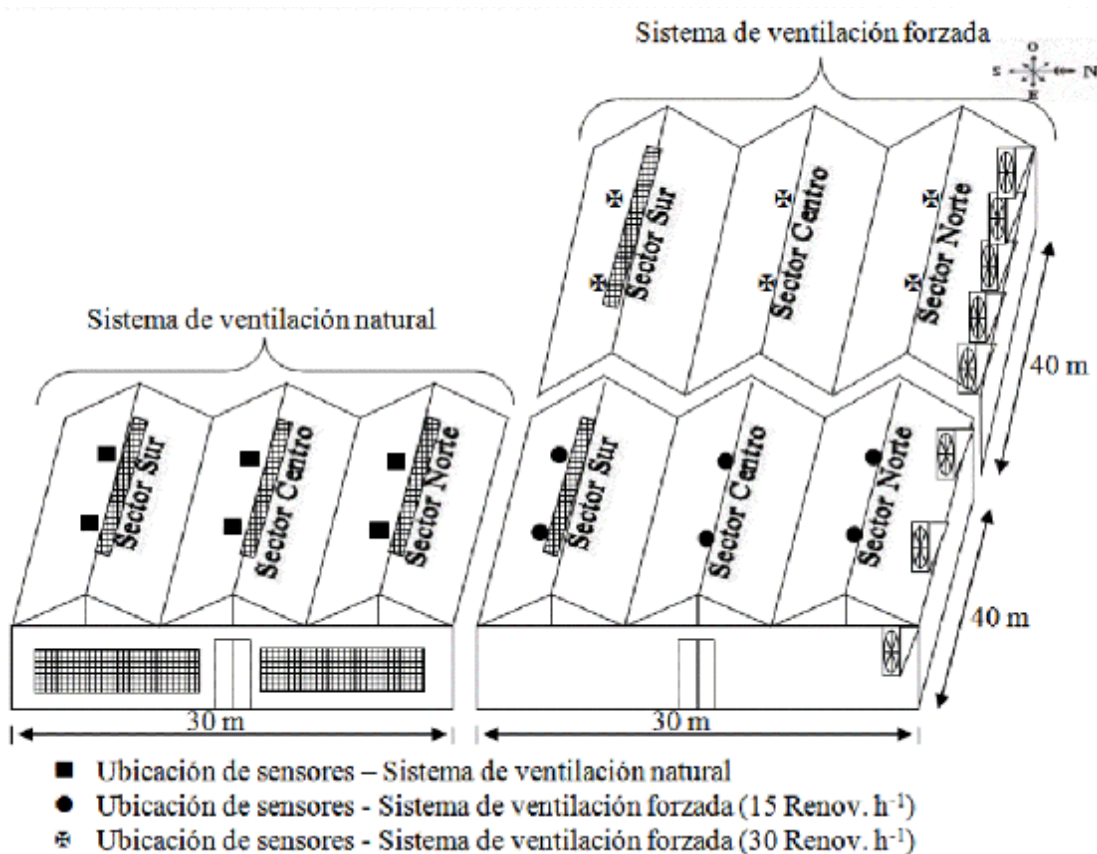 Sistema de ventilación forzada
O
S N
E
Sector Sur
Sector Centro
Sector Norte
40 m
Sistema de ventilación natural
Sector Sur
Sector Centro
Sector Norte
Sector Sur
Sector Centro
Sector Norte
40 m
30 m
30 m
Ubicación de sensores – Sistema de ventilación natural
Ubicación de sensores - Sistema de ventilación forzada (15 Renov. h-1)
Ubicación de sensores - Sistema de ventilación forzada (30 Renov. h-1)